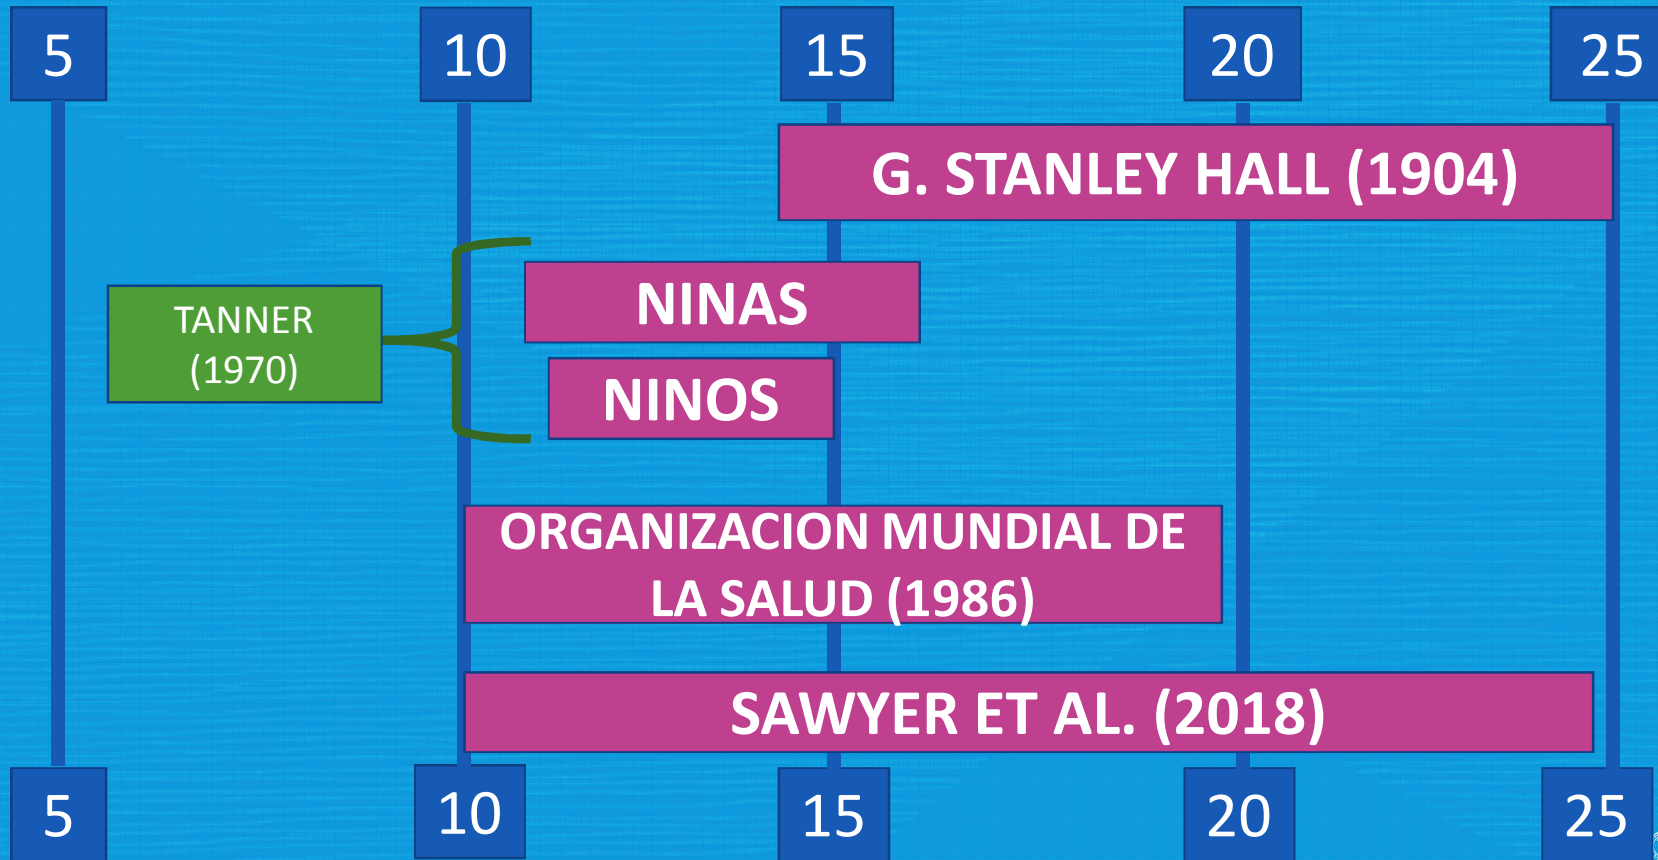 5
10
15
20
25
G. STANLEY HALL (1904)
NINAS
TANNER
(1970)
NINOS
ORGANIZACION MUNDIAL DE
LA SALUD (1986)
SAWYER ET AL. (2018)
5
10
15
20
25